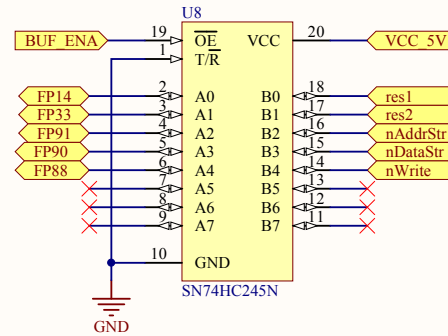 U8
BUF_ENA 19 OE VCC 20 VCC_5V
1 T/R
FP14 2 A0 B0 18 res1
FP33 3 A1 B1 17 res2
FP91 4 A2 B2 16 nAddrStr
FP90 5 A3 B3 15 nDataStr
FP88 6 A4 B4 14 nWrite
7 A5 B5 13
8 A6 B6 12
9 A7 B7 11
10 GND
SN74HC245N
GND